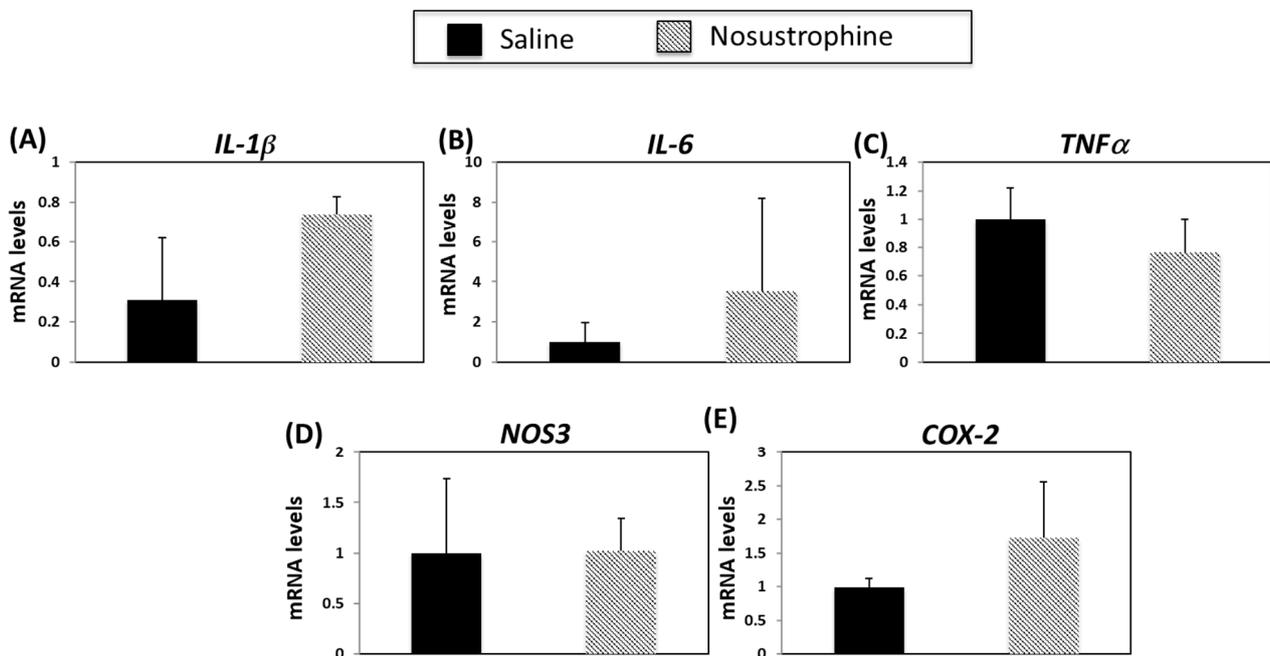 Saline Nosustrophine
(A) IL-1β
mRNA levels
1
0.8
0.6
0.4
0.2
0
(B) IL-6
mRNA levels
10
8
6
4
2
0
(C) TNFα
mRNA levels
1.4
1.2
1
0.8
0.6
0.4
0.2
0
(D) NOS3
mRNA levels
2
1.5
1
0.5
0
(E) COX-2
mRNA levels
3
2.5
2
1.5
1
0.5
0